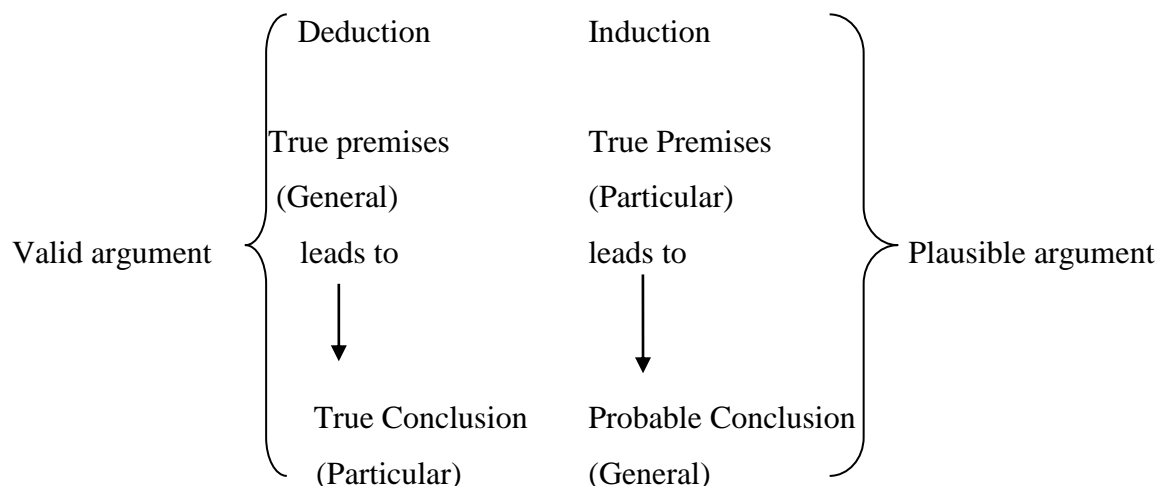 Deduction Induction
True premises True Premises
(General) (Particular)
Valid argument leads to leads to Plausible argument
True Conclusion Probable Conclusion
(Particular) (General)